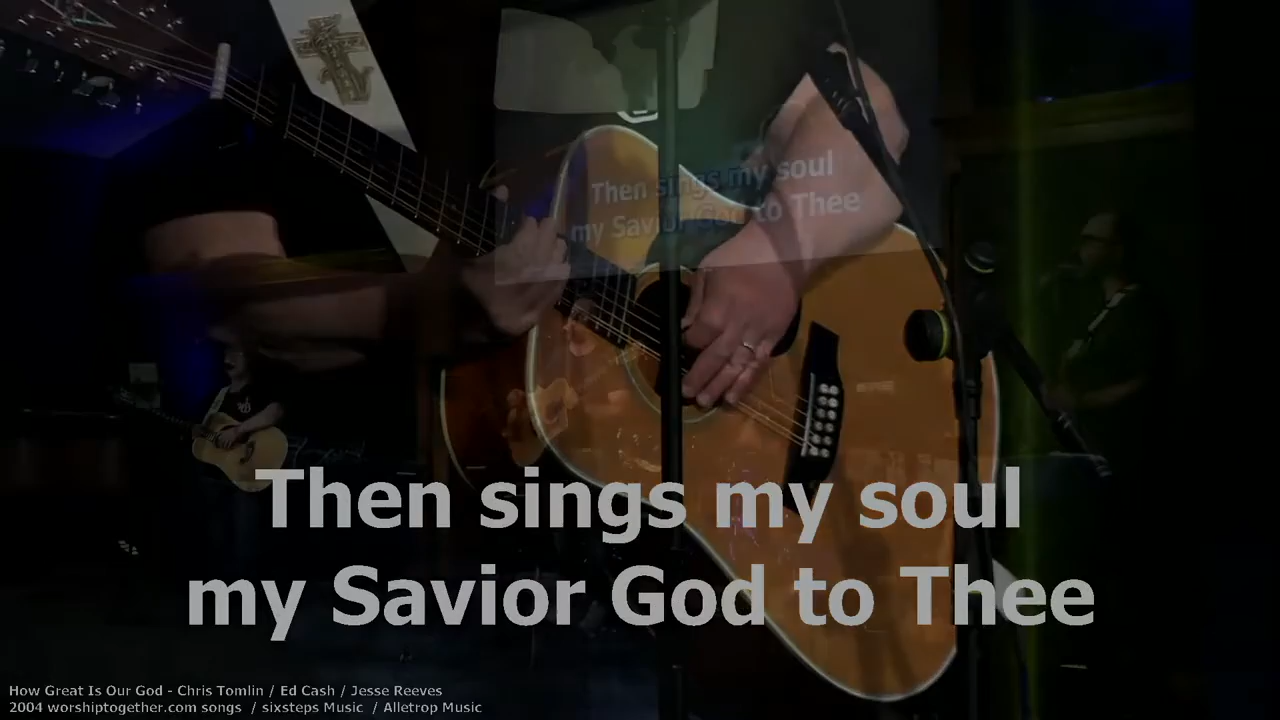 Then sings my soul
my Savior God to Thee
Then sings my soul
my Savior God to Thee
How Great Is Our God - Chris Tomlin / Ed Cash / Jesse Reeves
2004 worshiptogether.com songs / sixsteps Music / Alletrop Music